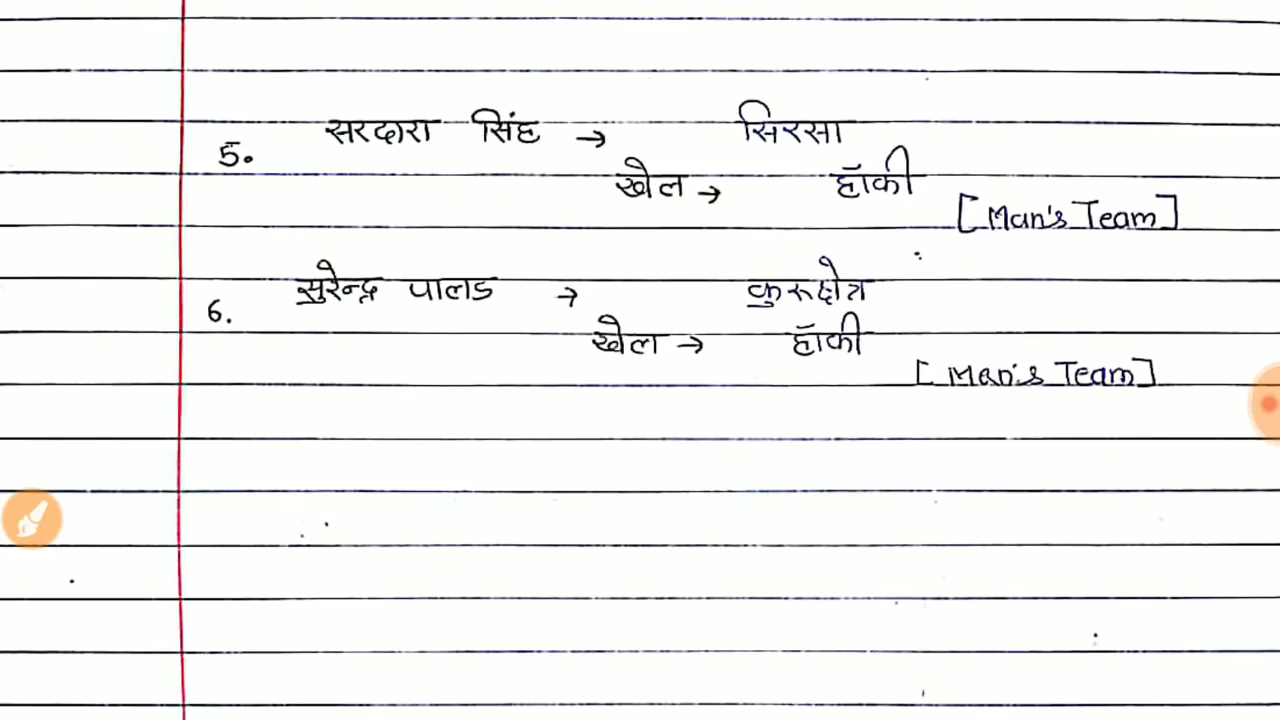 5. सरदारा सिंह → सिरसा
खेल → हॉकी
[Man's Team]
6. सुरेन्द्र पालड → कुरूक्षेत्र
खेल → हॉकी
[Man's Team]